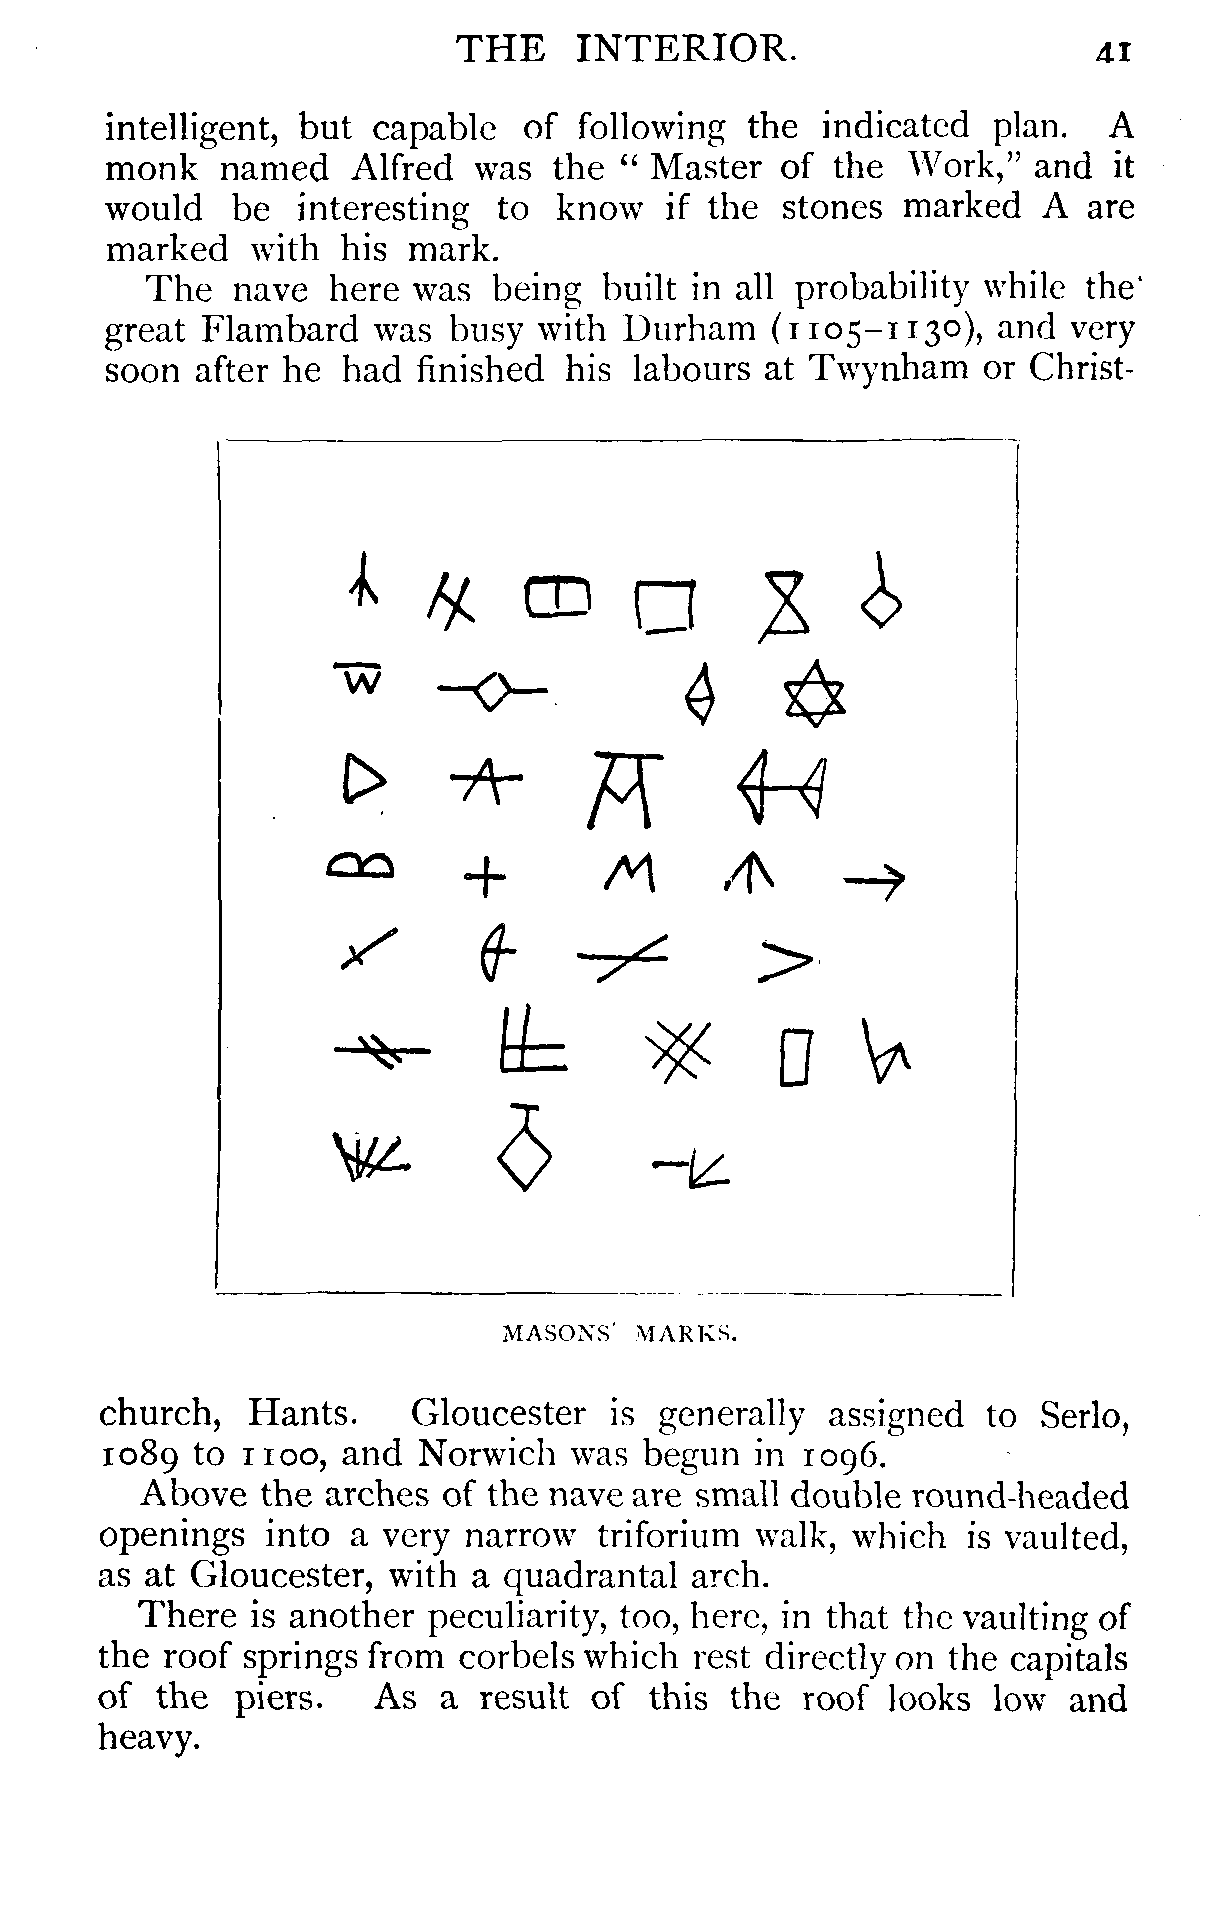 THE INTERIOR. 41
intelligent, but capable of following the indicated plan. A
monk named Alfred was the “ Master of the Work,” and it
would be interesting to know if the stones marked A are
marked with his mark.
The nave here was being built in all probability while the
great Flambard was busy with Durham (1105–1130), and very
soon after he had finished his labours at Twynham or Christ-
MASONS' MARKS.
church, Hants. Gloucester is generally assigned to Serlo,
1089 to 1100, and Norwich was begun in 1096.
Above the arches of the nave are small double round-headed
openings into a very narrow triforium walk, which is vaulted,
as at Gloucester, with a quadrantal arch.
There is another peculiarity, too, here, in that the vaulting of
the roof springs from corbels which rest directly on the capitals
of the piers. As a result of this the roof looks low and
heavy.